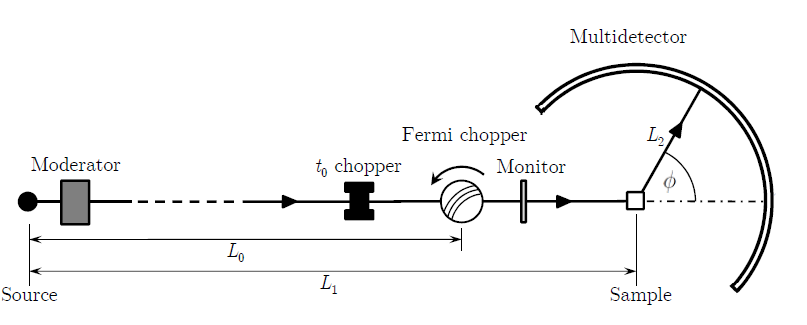 Multidetector
Fermi chopper
L₂
Moderator
t₀ chopper
Monitor
ϕ
L₀
L₁
Source
Sample